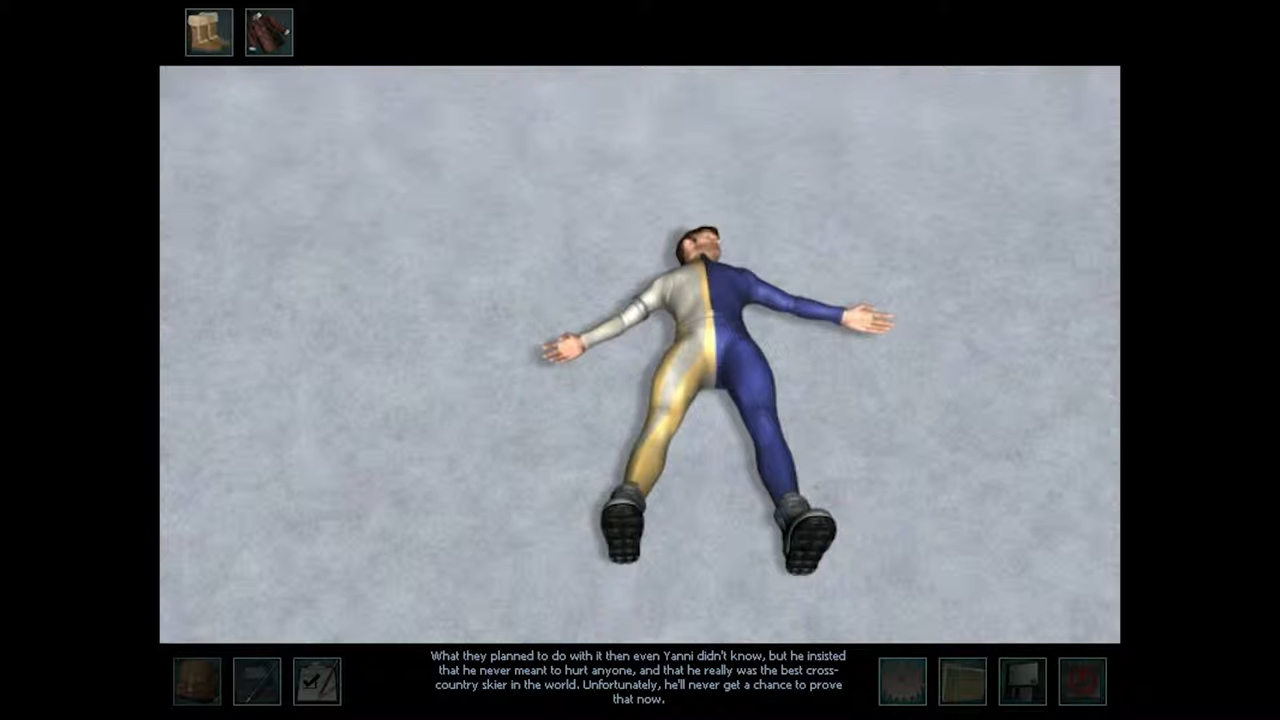 What they planned to do with it then even Yanni didn't know, but he insisted
that he never meant to hurt anyone, and that he really was the best cross-
country skier in the world. Unfortunately, he'll never get a chance to prove
that now.